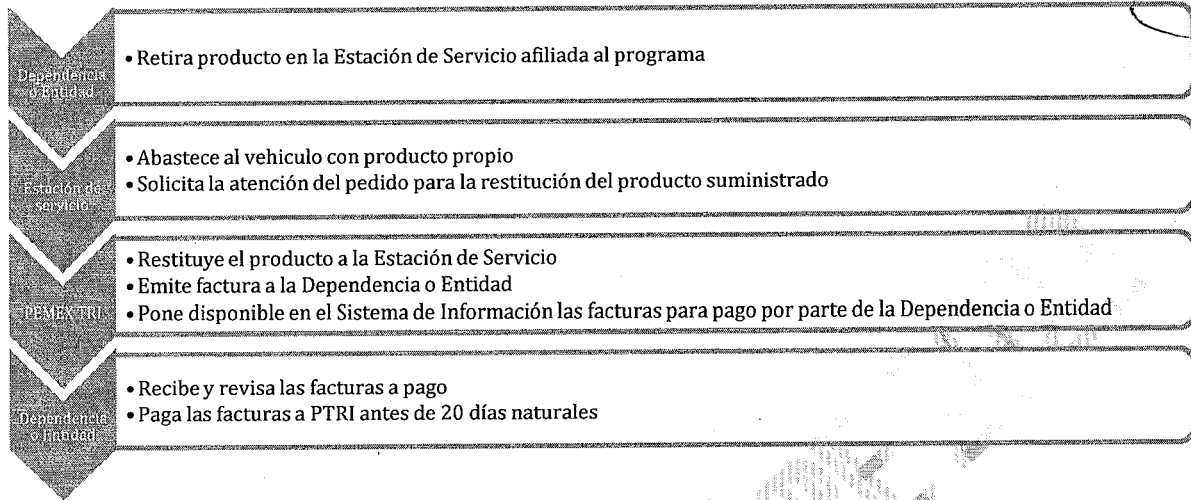 Dependencia
o Entidad
• Retira producto en la Estación de Servicio afiliada al programa
Estación de
servicio
• Abastece al vehiculo con producto propio
• Solicita la atención del pedido para la restitución del producto suministrado
PEMEX TRI
• Restituye el producto a la Estación de Servicio
• Emite factura a la Dependencia o Entidad
• Pone disponible en el Sistema de Información las facturas para pago por parte de la Dependencia o Entidad
Dependencia
o Entidad
• Recibe y revisa las facturas a pago
• Paga las facturas a PTRI antes de 20 días naturales